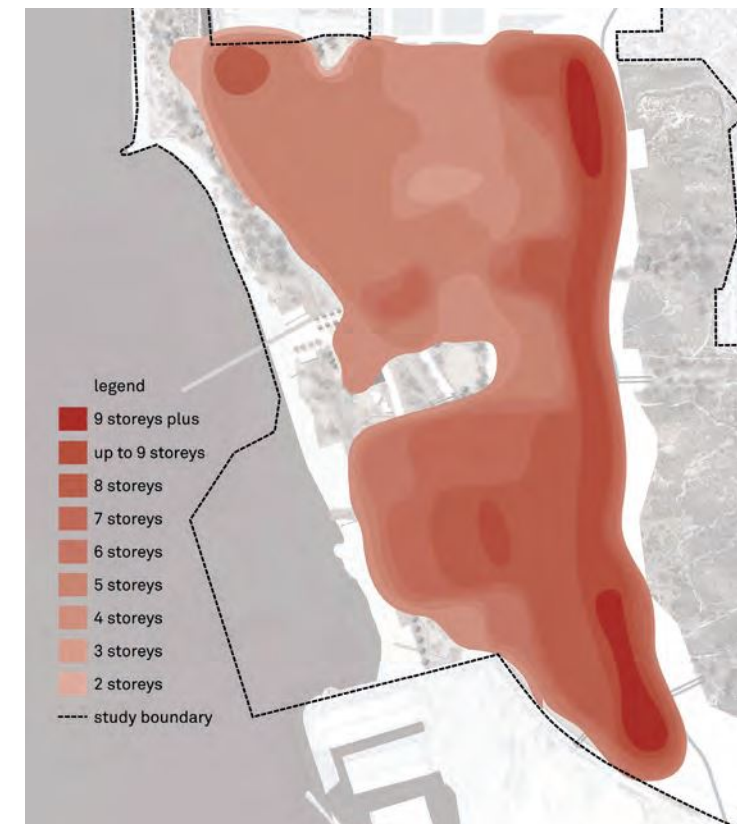 legend
9 storeys plus
up to 9 storeys
8 storeys
7 storeys
6 storeys
5 storeys
4 storeys
3 storeys
2 storeys
study boundary